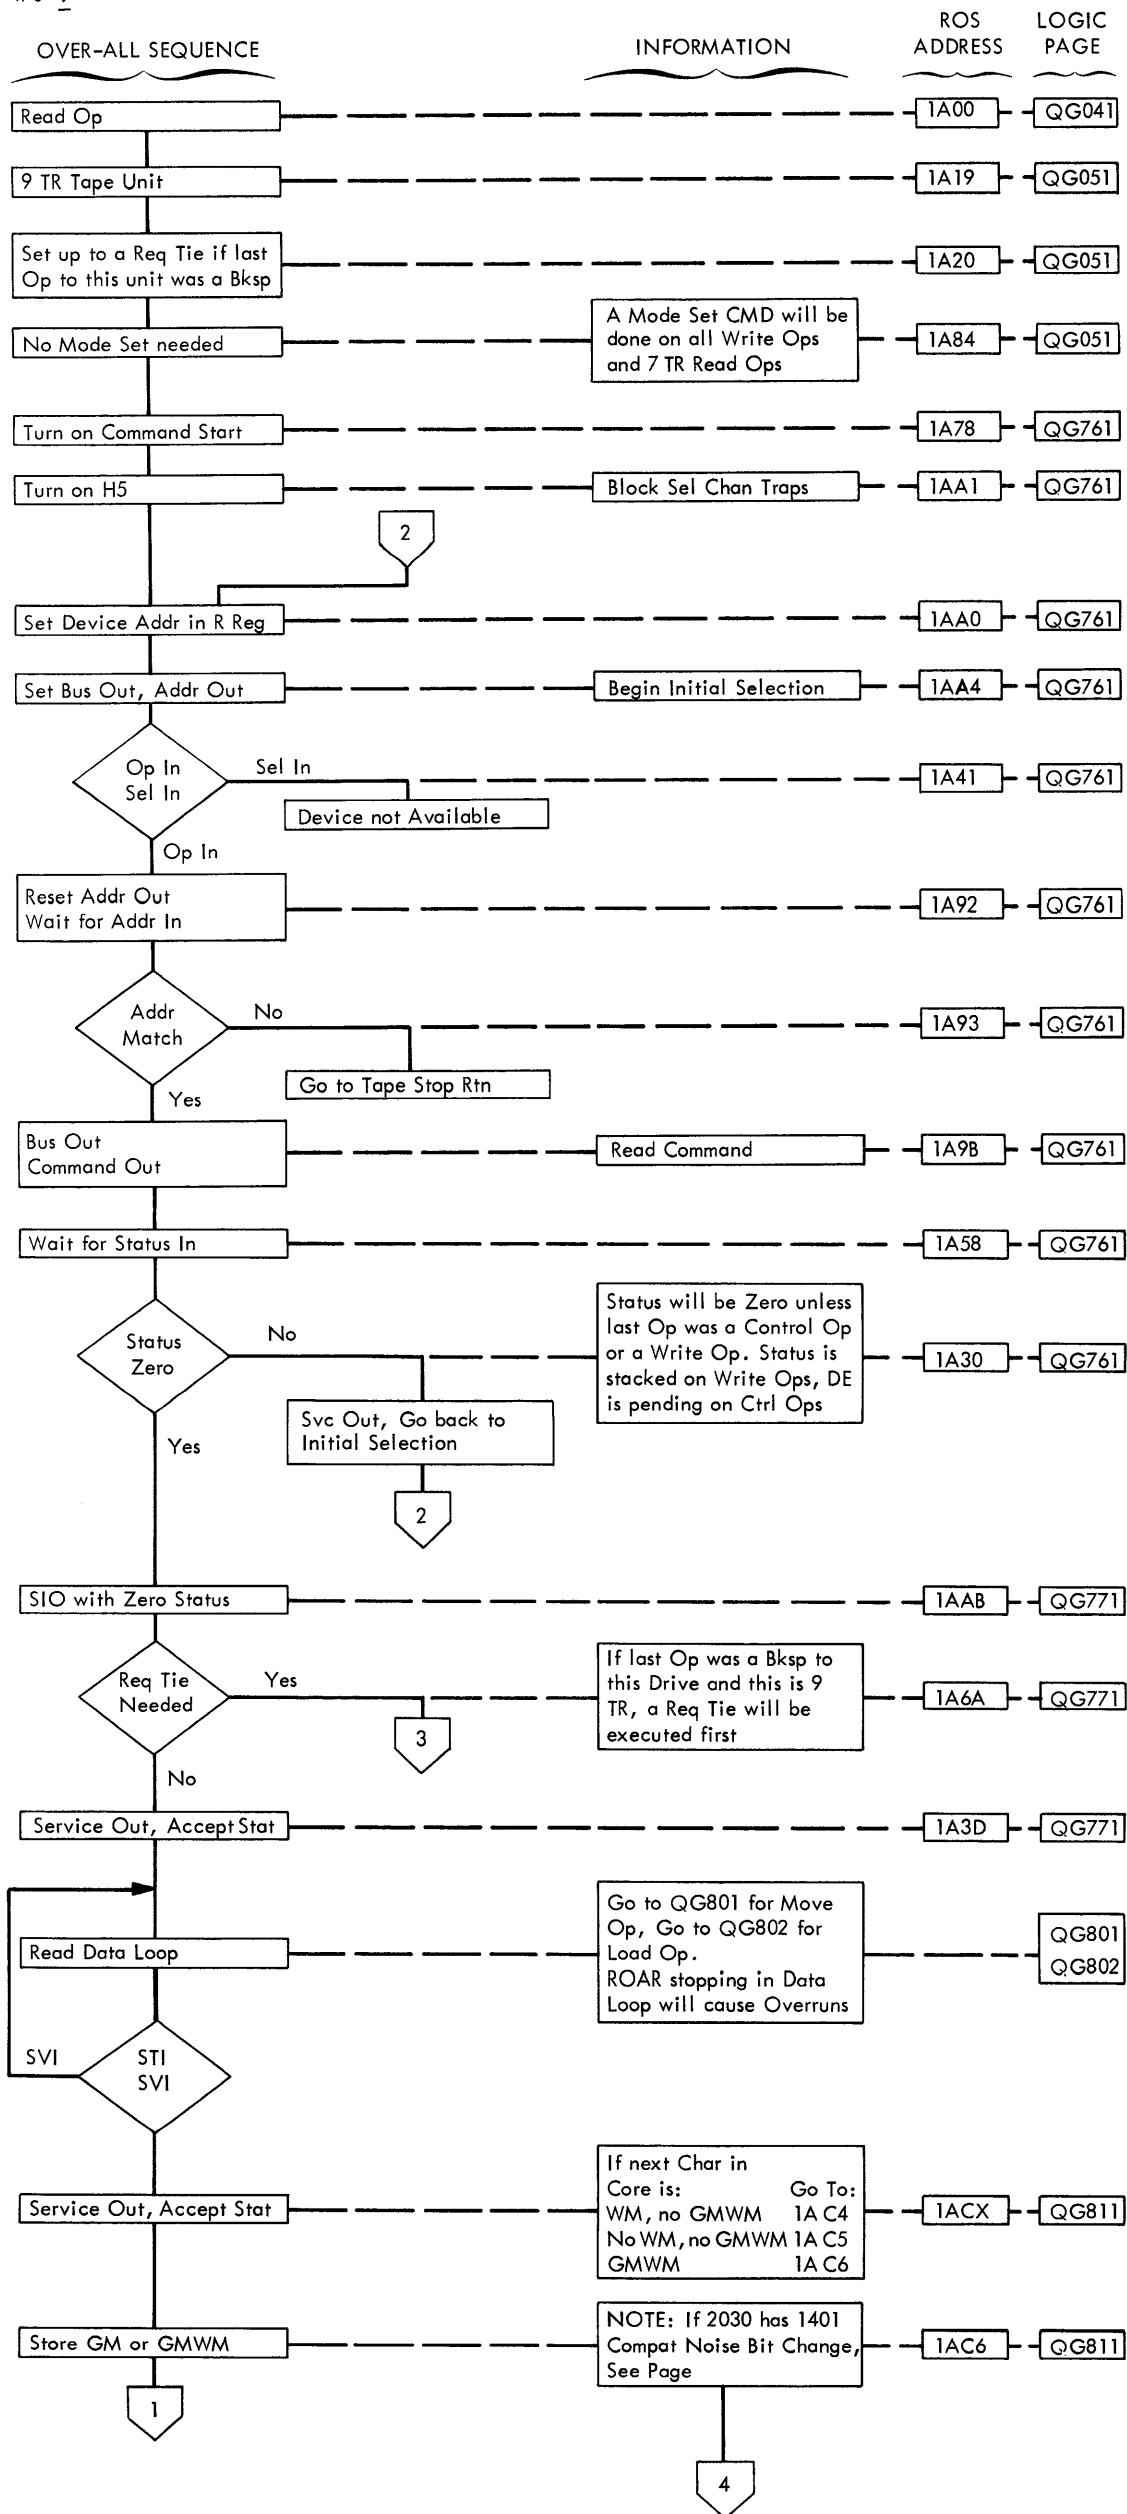 ROS LOGIC
OVER-ALL SEQUENCE INFORMATION ADDRESS PAGE
Read Op 1A00 QG041
9 TR Tape Unit 1A19 QG051
Set up to a Req Tie if last
Op to this unit was a Bksp
1A20 QG051
No Mode Set needed
A Mode Set CMD will be
done on all Write Ops
and 7 TR Read Ops
1A84 QG051
Turn on Command Start 1A78 QG761
Turn on H5 Block Sel Chan Traps 1AA1 QG761
2
Set Device Addr in R Reg 1AA0 QG761
Set Bus Out, Addr Out Begin Initial Selection 1AA4 QG761
Op In
Sel In
Sel In
1A41 QG761
Device not Available
Op In
Reset Addr Out
Wait for Addr In
1A92 QG761
Addr
Match
No
1A93 QG761
Go to Tape Stop Rtn
Yes
Bus Out
Command Out
Read Command 1A9B QG761
Wait for Status In 1A58 QG761
Status
Zero
No
Status will be Zero unless
last Op was a Control Op
or a Write Op. Status is
stacked on Write Ops, DE
is pending on Ctrl Ops
1A30 QG761
Svc Out, Go back to
Initial Selection
Yes
2
SIO with Zero Status 1AAB QG771
Req Tie
Needed
Yes
3
If last Op was a Bksp to
this Drive and this is 9
TR, a Req Tie will be
executed first
1A6A QG771
No
Service Out, Accept Stat 1A3D QG771
Read Data Loop
Go to QG801 for Move
Op, Go to QG802 for
Load Op.
ROAR stopping in Data
Loop will cause Overruns
QG801
QG802
SVI
STI
SVI
Service Out, Accept Stat
If next Char in
Core is: Go To:
WM, no GMWM 1A C4
No WM, no GMWM 1A C5
GMWM 1A C6
1ACX QG811
Store GM or GMWM
NOTE: If 2030 has 1401
Compat Noise Bit Change,
See Page
1AC6 QG811
1
4